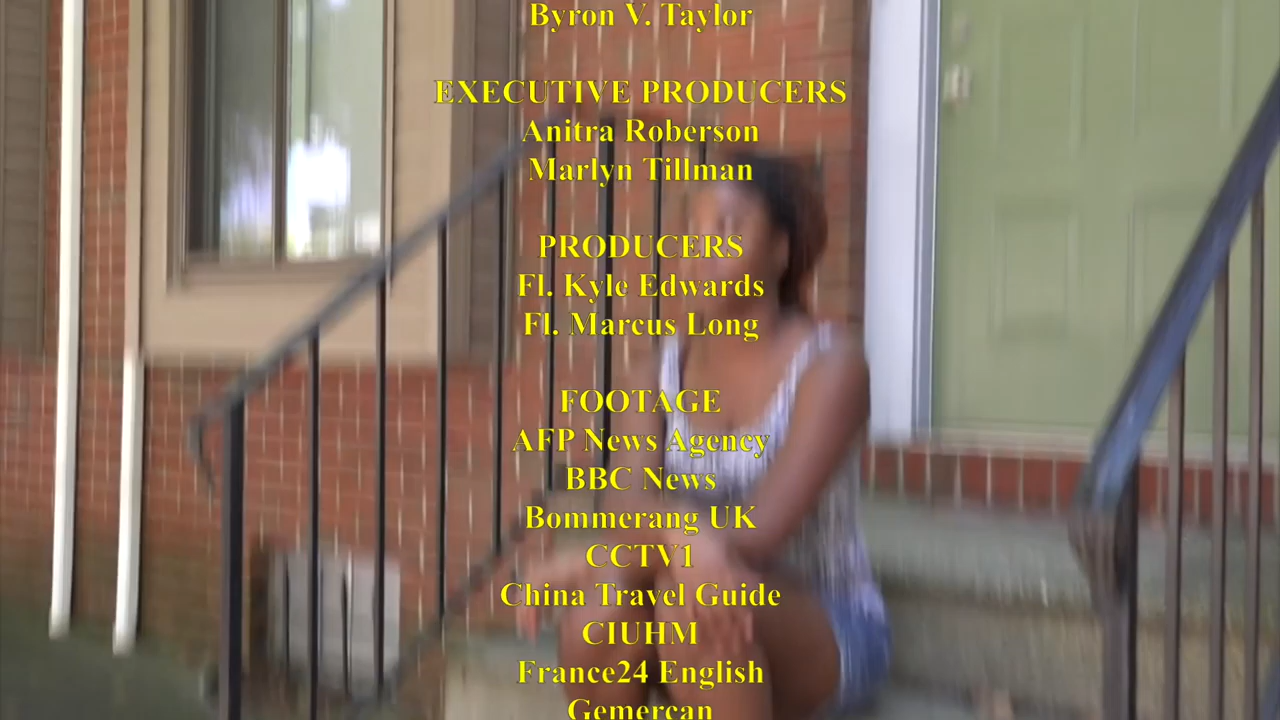 Byron V. Taylor
EXECUTIVE PRODUCERS
Anitra Roberson
Marlyn Tillman
PRODUCERS
Fl. Kyle Edwards
Fl. Marcus Long
FOOTAGE
AFP News Agency
BBC News
Bommerang UK
CCTV1
China Travel Guide
CIUHM
France24 English
Gemercan